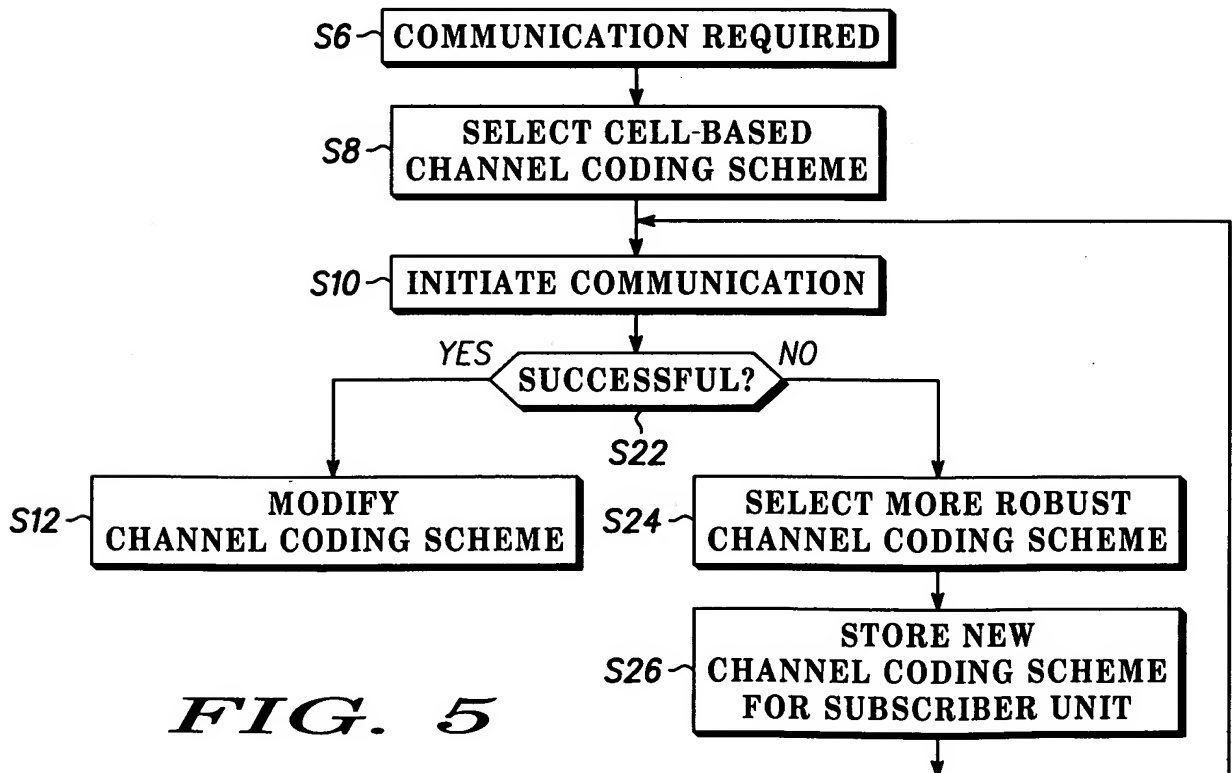 S6
COMMUNICATION REQUIRED
S8
SELECT CELL-BASED
CHANNEL CODING SCHEME
S10
INITIATE COMMUNICATION
YES
SUCCESSFUL?
NO
S22
S12
MODIFY
CHANNEL CODING SCHEME
S24
SELECT MORE ROBUST
CHANNEL CODING SCHEME
S26
STORE NEW
CHANNEL CODING SCHEME
FOR SUBSCRIBER UNIT
FIG. 5